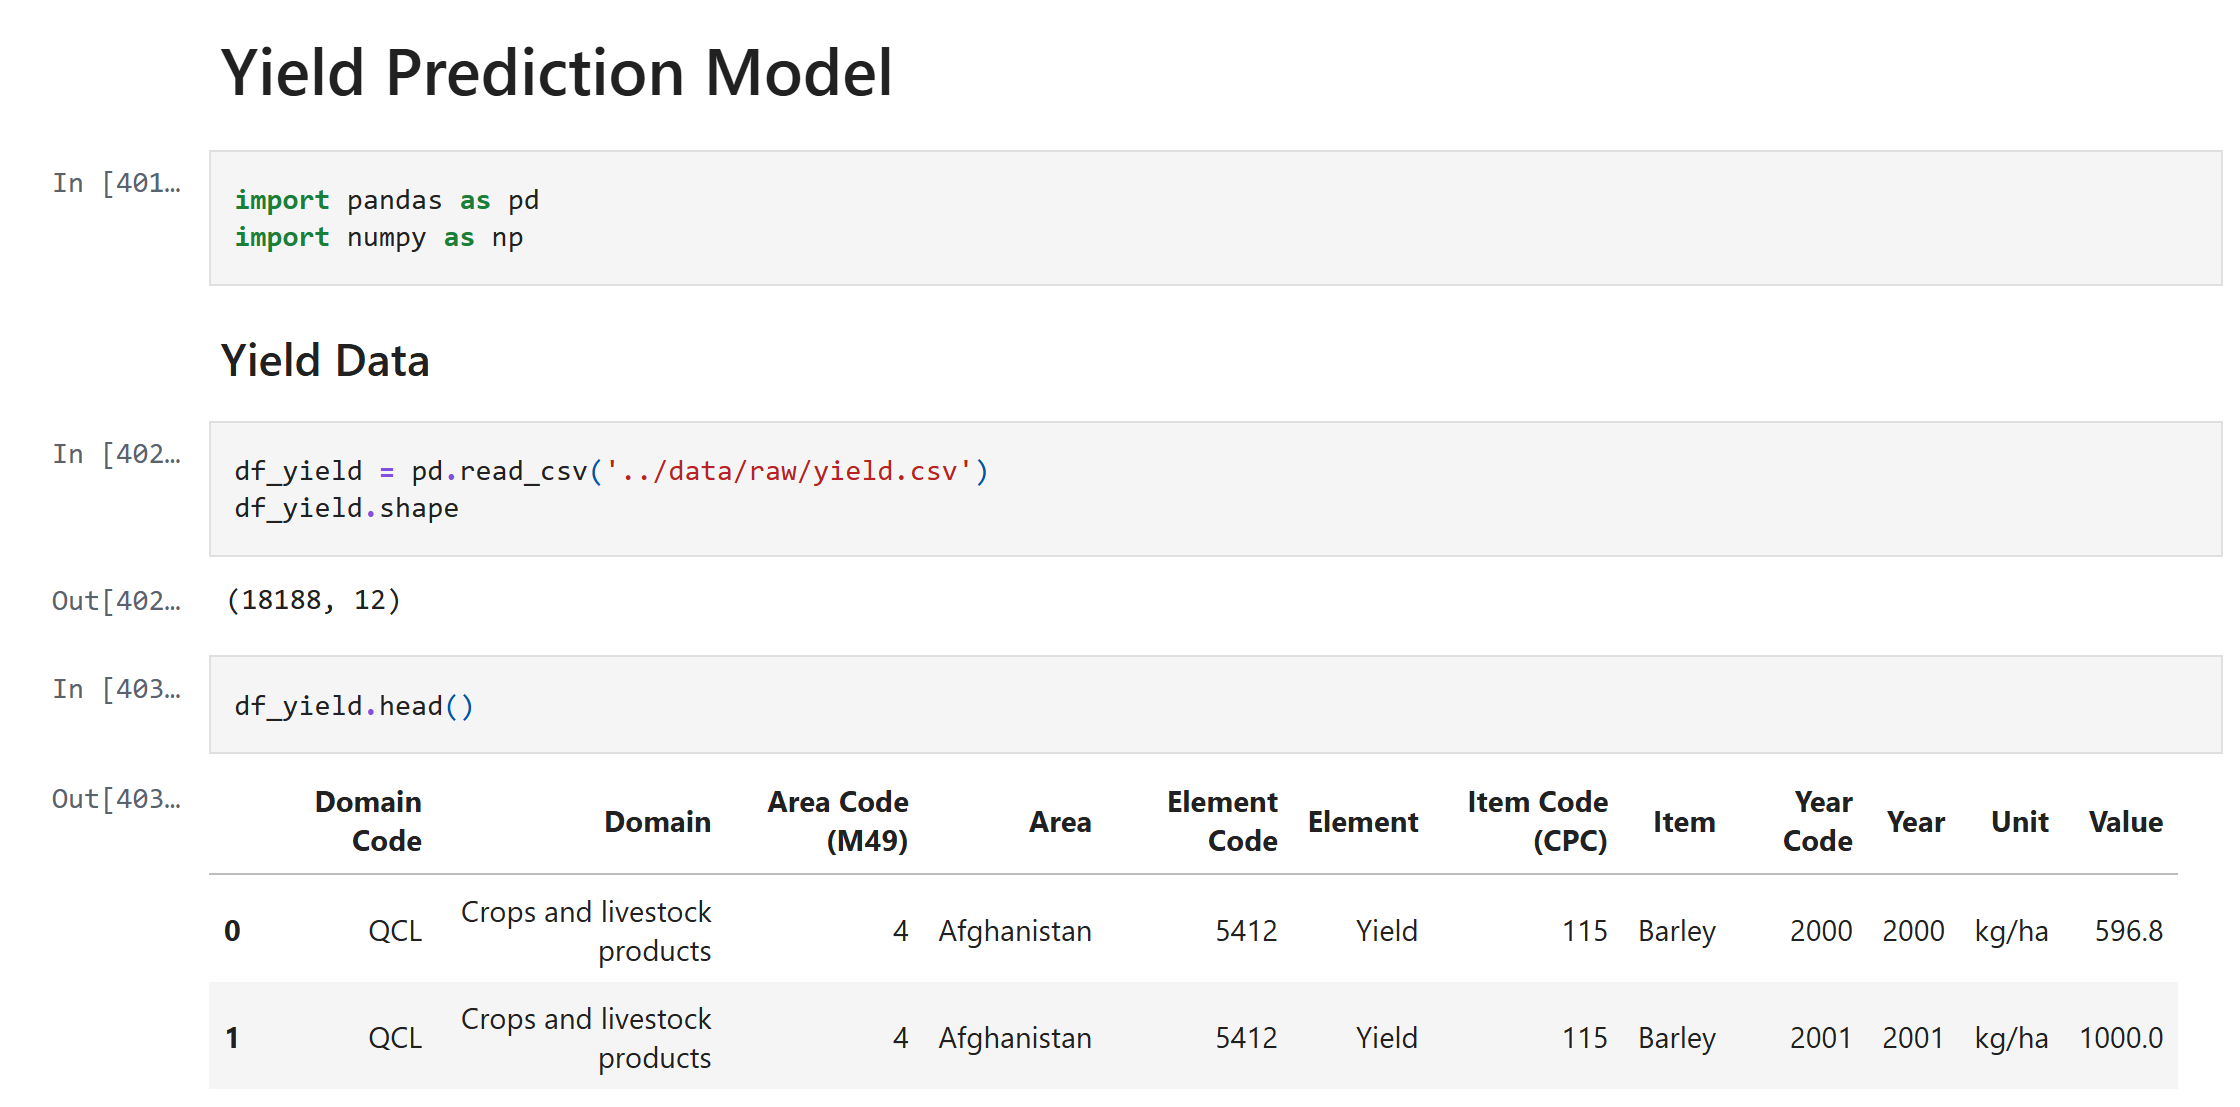 Yield Prediction Model
In [401…
import pandas as pd
import numpy as np
Yield Data
In [402…
df_yield = pd.read_csv('../data/raw/yield.csv')
df_yield.shape
Out[402…
(18188, 12)
In [403…
df_yield.head()
Out[403…
Domain Code Domain Area Code (M49) Area Element Code Element Item Code (CPC) Item Year Code Year Unit Value
0 QCL Crops and livestock products 4 Afghanistan 5412 Yield 115 Barley 2000 2000 kg/ha 596.8
1 QCL Crops and livestock products 4 Afghanistan 5412 Yield 115 Barley 2001 2001 kg/ha 1000.0